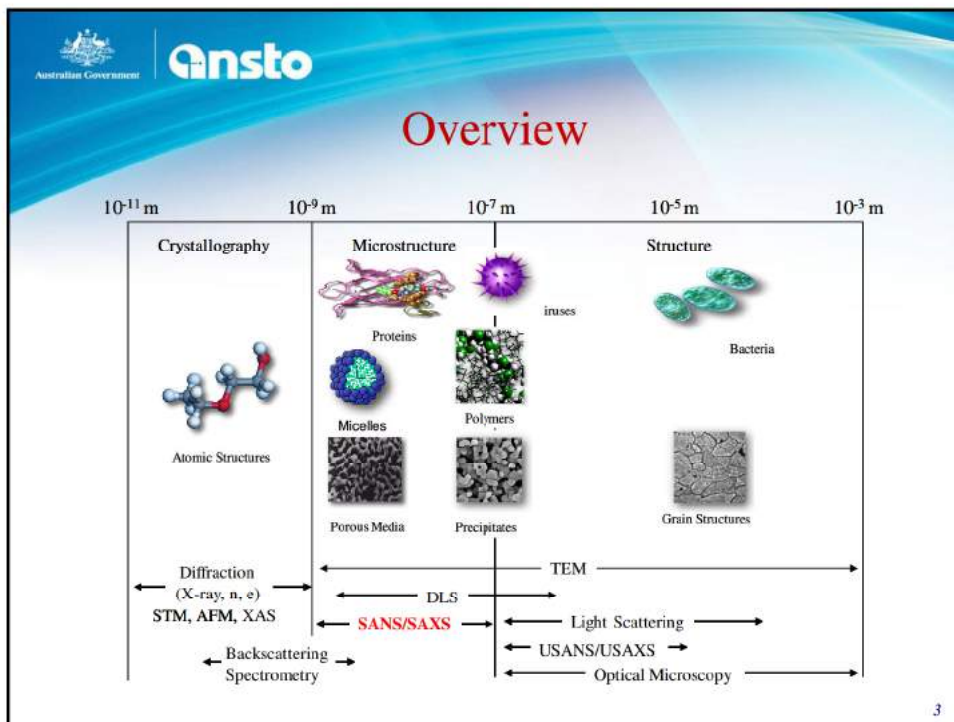 Australian Government
ansto
Overview
10-11 m 10-9 m 10-7 m 10-5 m 10-3 m
Crystallography Microstructure Structure
Proteins
iruses
Bacteria
Micelles
Polymers
Atomic Structures
Porous Media
Precipitates
Grain Structures
TEM
Diffraction
(X-ray, n, e)
STM, AFM, XAS
DLS
SANS/SAXS
Light Scattering
USANS/USAXS
Backscattering
Spectrometry
Optical Microscopy
3